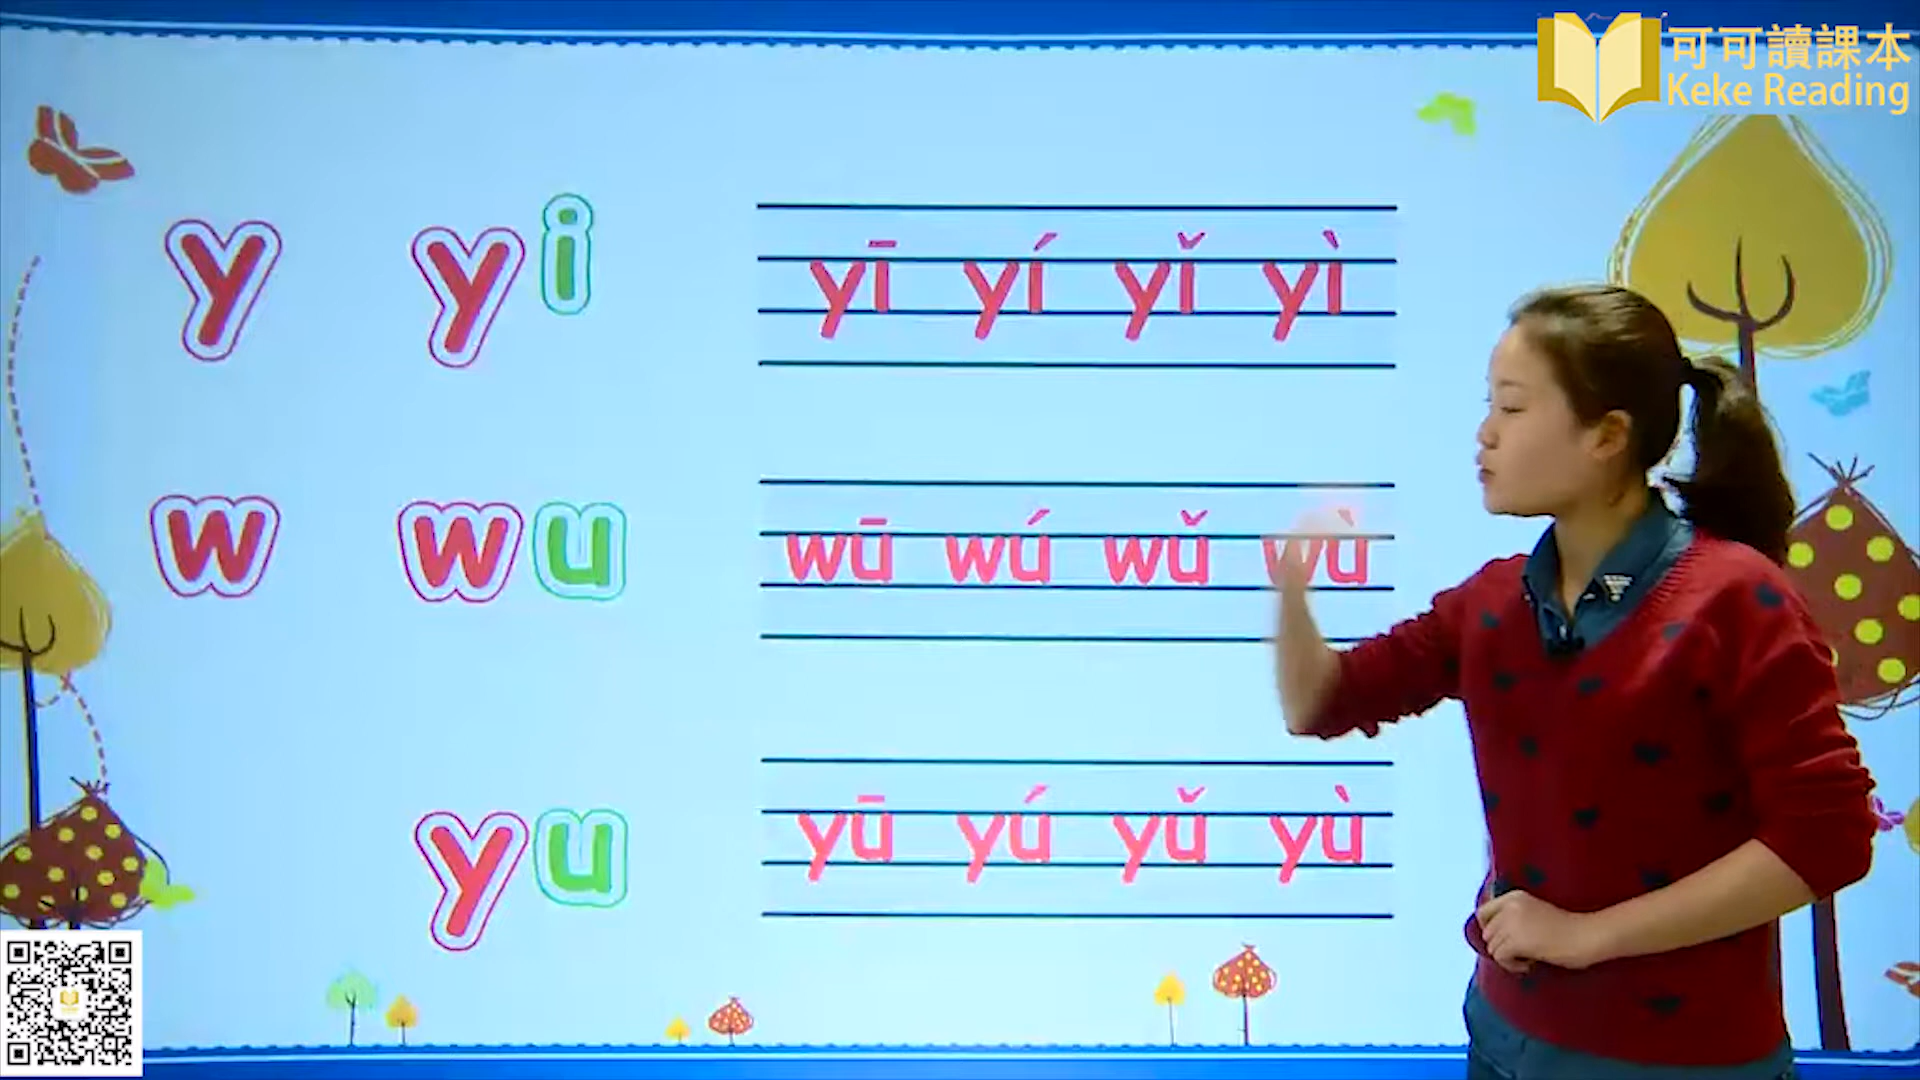 可可讀課本
Keke Reading
y yi yī yí yǐ yì
w wu wū wú wǔ wù
yu yū yú yǔ yù